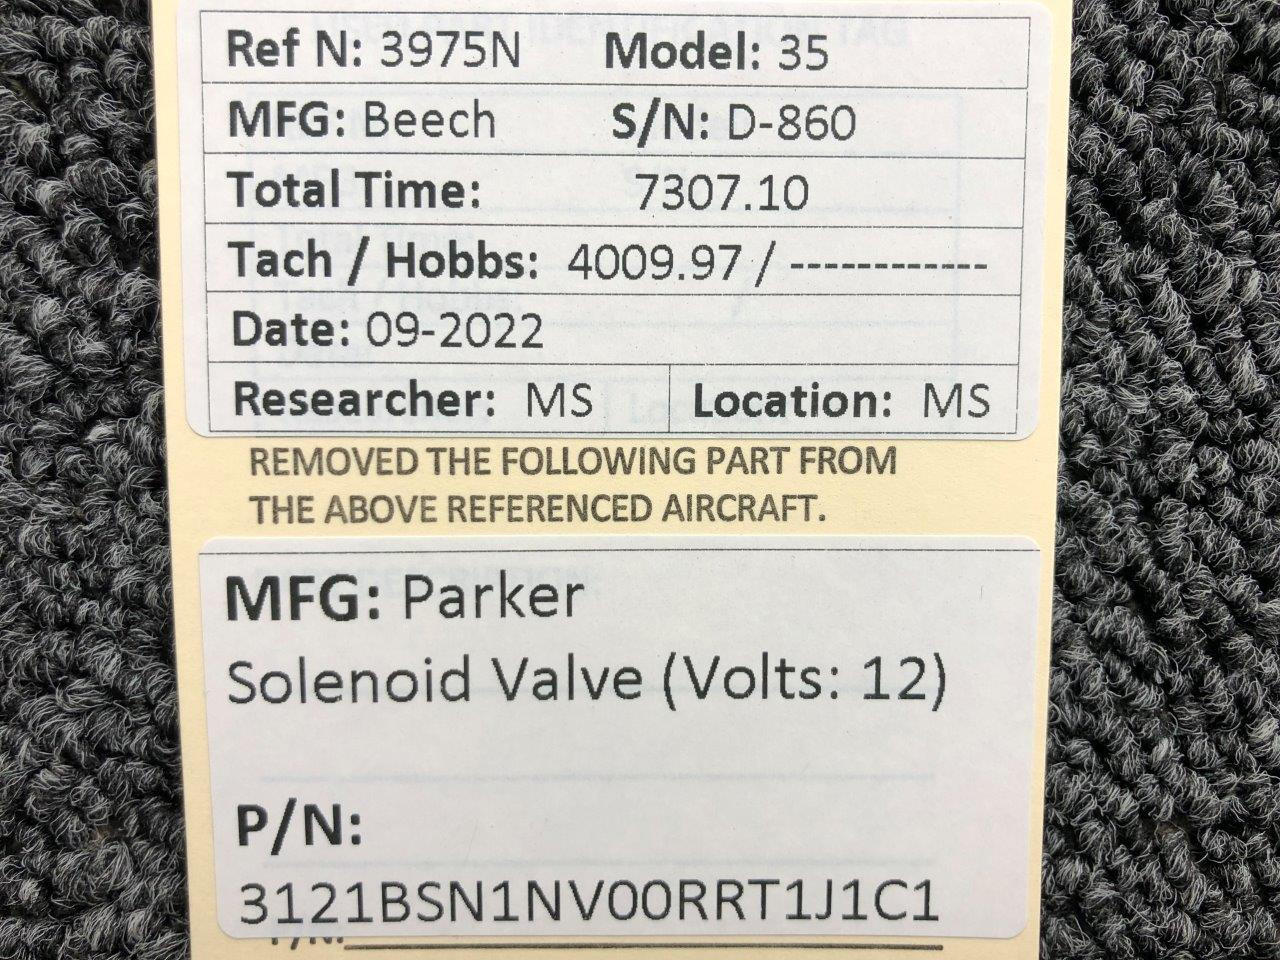 Ref N: 3975N Model: 35
MFG: Beech S/N: D-860
Total Time: 7307.10
Tach / Hobbs: 4009.97 / ------------
Date: 09-2022
Researcher: MS Location: MS
REMOVED THE FOLLOWING PART FROM
THE ABOVE REFERENCED AIRCRAFT.
MFG: Parker
Solenoid Valve (Volts: 12)
P/N:
3121BSN1NV00RRT1J1C1
P/N: